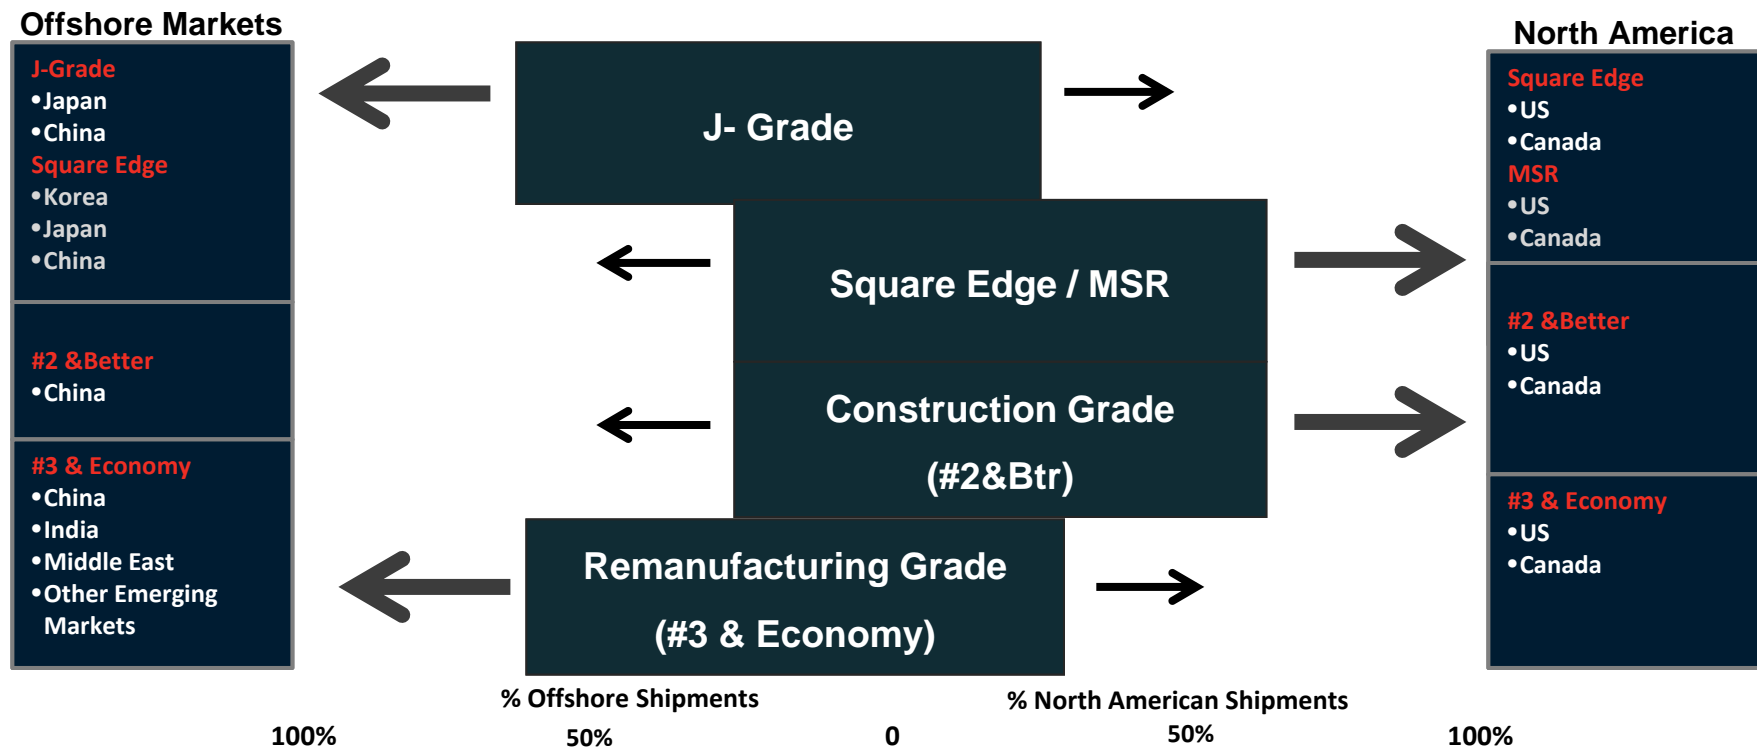 Offshore Markets
J-Grade
•Japan
•China
Square Edge
•Korea
•Japan
•China
#2 &Better
•China
#3 & Economy
•China
•India
•Middle East
•Other Emerging
Markets
J- Grade
Square Edge / MSR
Construction Grade
(#2&Btr)
Remanufacturing Grade
(#3 & Economy)
North America
Square Edge
•US
•Canada
MSR
•US
•Canada
#2 &Better
•US
•Canada
#3 & Economy
•US
•Canada
% Offshore Shipments
% North American Shipments
100%
50%
0
50%
100%